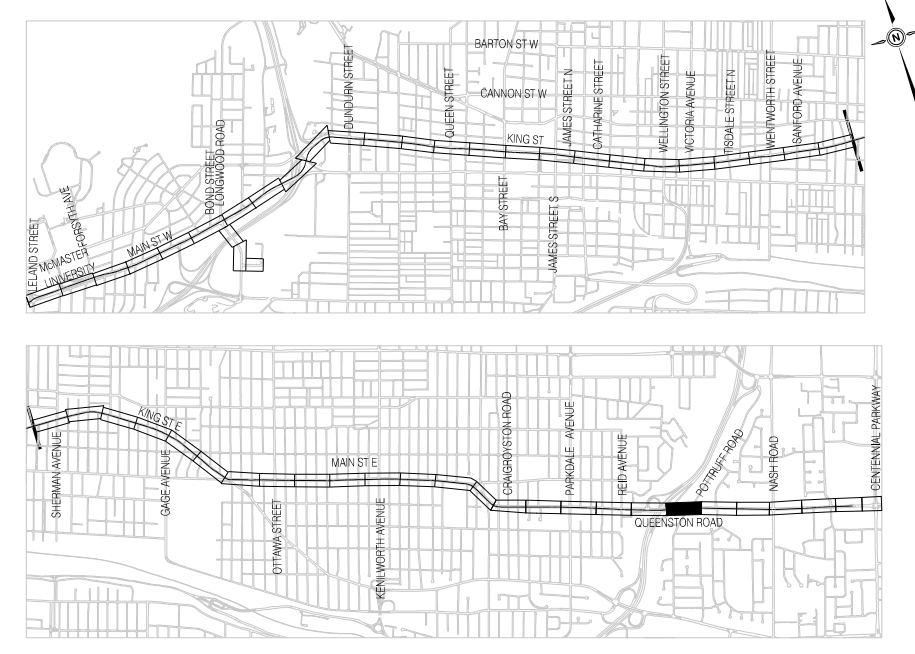 N
BARTON ST W
DUNDURN STREET
QUEEN STREET
CANNON ST W
JAMES STREET N
CATHARINE STREET
WELLINGTON STREET
VICTORIA AVENUE
TISDALE STREET N
WENTWORTH STREET
SANFORD AVENUE
KING ST
BOND STREET
LONGWOOD ROAD
BAY STREET
JAMES STREET S
LELAND STREET
FORSYTH AVE
McMASTER
UNIVERSITY
MAIN ST W
KING ST E
SHERMAN AVENUE
GAGE AVENUE
MAIN ST E
OTTAWA STREET
KENILWORTH AVENUE
CRAIGROYSTON ROAD
PARKDALE AVENUE
REID AVENUE
POTTRUFF ROAD
NASH ROAD
CENTENNIAL PARKWAY
QUEENSTON ROAD